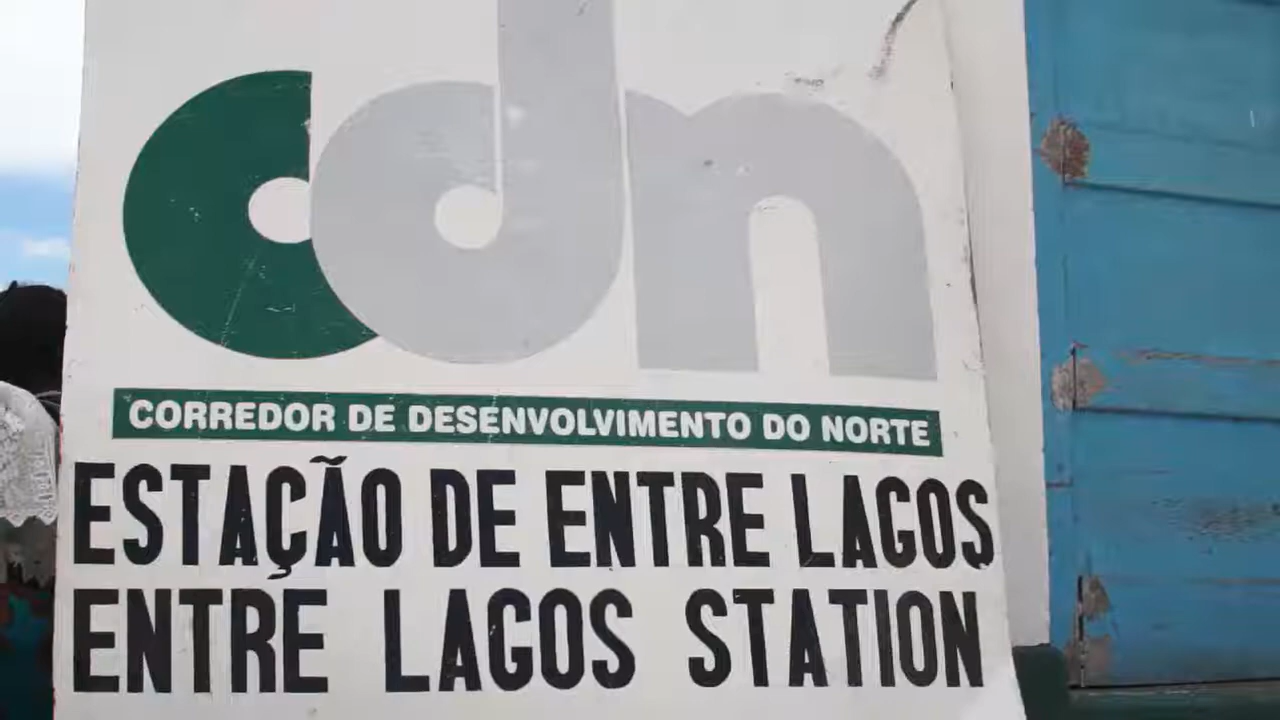 cdn
CORREDOR DE DESENVOLVIMENTO DO NORTE
ESTAÇÃO DE ENTRE LAGOS
ENTRE LAGOS STATION